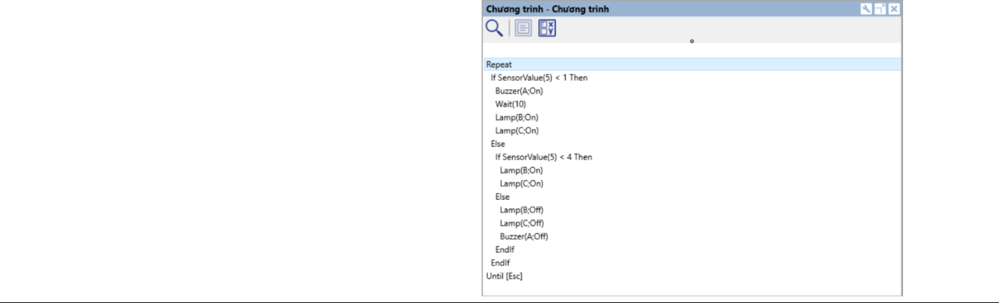 Chương trình - Chương trình
Repeat
If SensorValue(5) < 1 Then
Buzzer(A;On)
Wait(10)
Lamp(B;On)
Lamp(C;On)
Else
If SensorValue(5) < 4 Then
Lamp(B;On)
Lamp(C;On)
Else
Lamp(B;Off)
Lamp(C;Off)
Buzzer(A;Off)
EndIf
EndIf
Until [Esc]